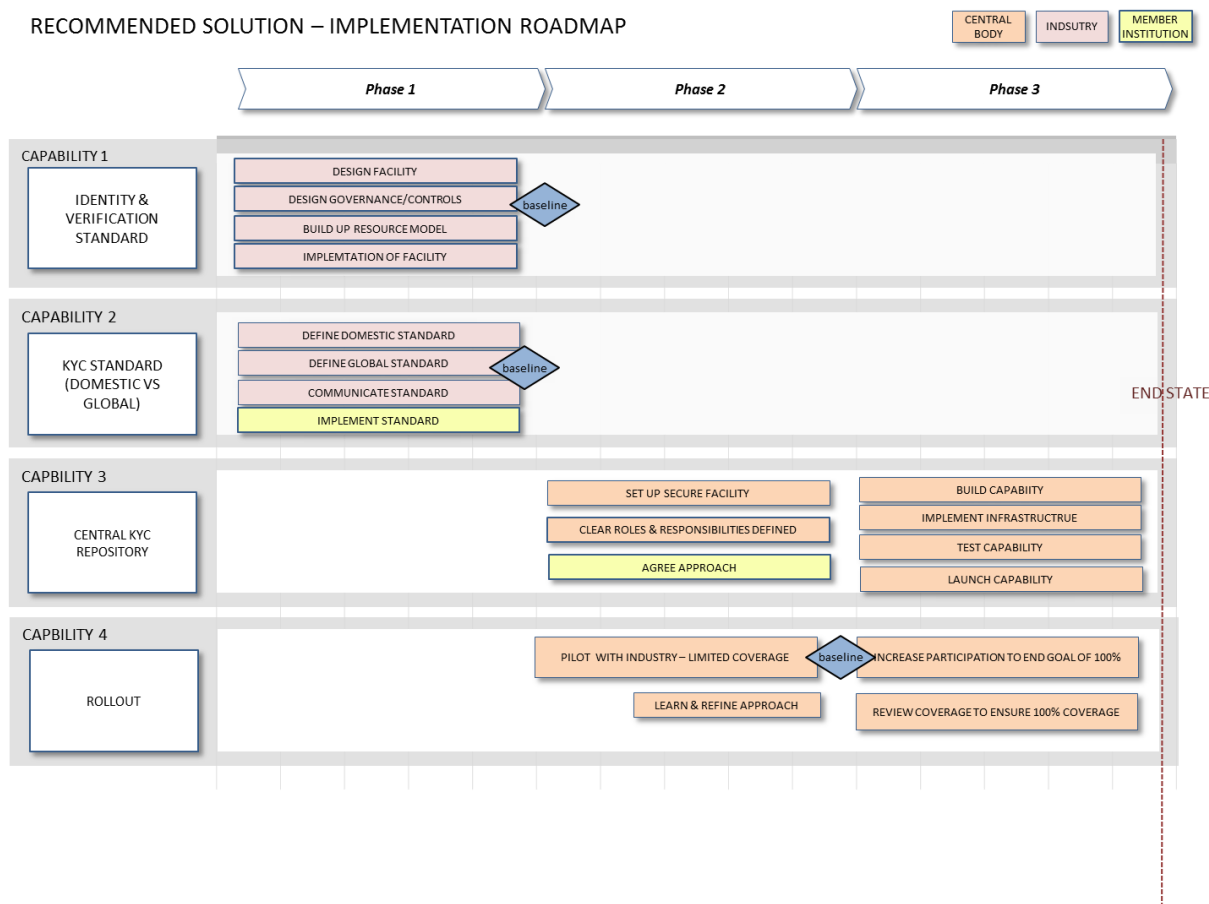 RECOMMENDED SOLUTION – IMPLEMENTATION ROADMAP
CENTRAL
BODY
INDSUTRY
MEMBER
INSTITUTION
Phase 1
Phase 2
Phase 3
CAPABILITY 1
IDENTITY &
VERIFICATION
STANDARD
DESIGN FACILITY
DESIGN GOVERNANCE/CONTROLS
BUILD UP RESOURCE MODEL
IMPLEMTATION OF FACILITY
baseline
CAPABILITY 2
KYC STANDARD
(DOMESTIC VS
GLOBAL)
DEFINE DOMESTIC STANDARD
DEFINE GLOBAL STANDARD
COMMUNICATE STANDARD
IMPLEMENT STANDARD
baseline
END STATE
CAPBILITY 3
CENTRAL KYC
REPOSITORY
SET UP SECURE FACILITY
CLEAR ROLES & RESPONSIBILITIES DEFINED
AGREE APPROACH
BUILD CAPABIITY
IMPLEMENT INFRASTRUCTRUE
TEST CAPABILITY
LAUNCH CAPABILITY
CAPBILITY 4
ROLLOUT
PILOT WITH INDUSTRY – LIMITED COVERAGE
LEARN & REFINE APPROACH
baseline
INCREASE PARTICIPATION TO END GOAL OF 100%
REVIEW COVERAGE TO ENSURE 100% COVERAGE